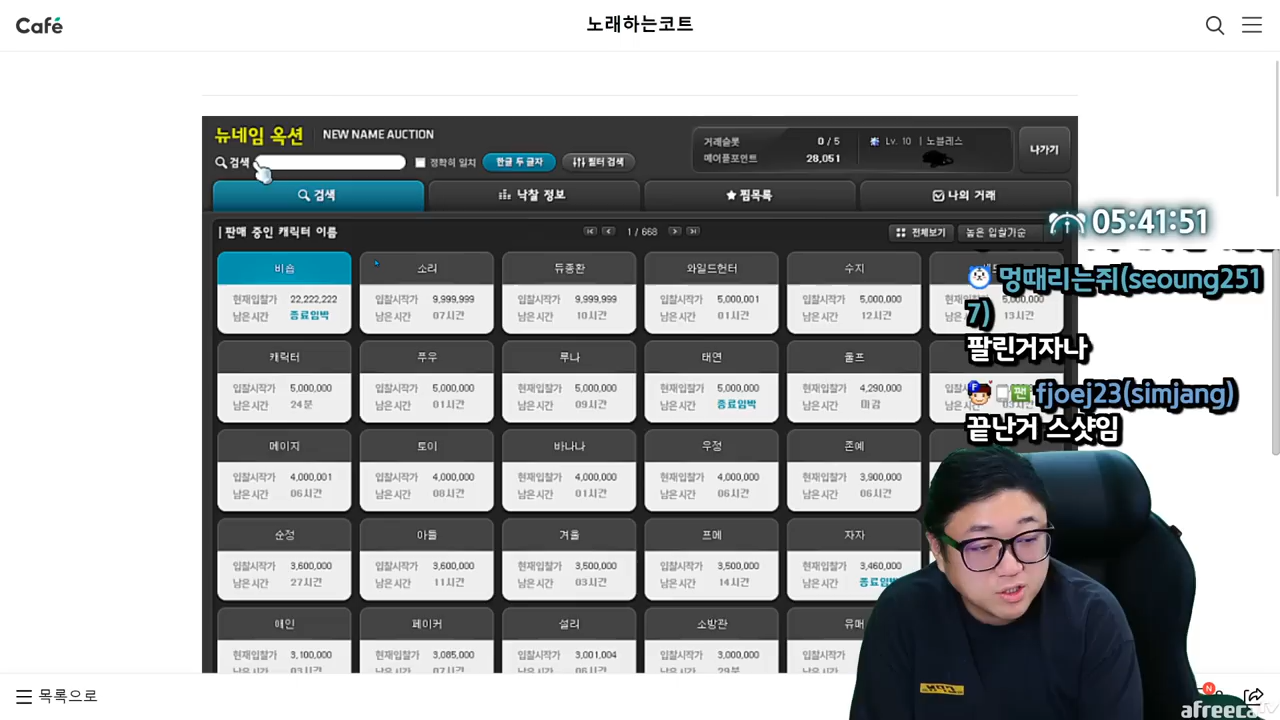 Café
노래하는코트
뉴네임 옥션 NEW NAME AUCTION
검색 정확히 일치 한글 두 글자 필터 검색
거래슬롯 0 / 5 Lv. 10 노블레스
메이플포인트 28,051
나가기
검색 낙찰 정보 찜목록 나의 거래
판매 중인 캐릭터 이름 1 / 668 전체보기 높은 입찰가순
비숍 소리 듀종환 와일드헌터 수지
현재입찰가 22,222,222 입찰시작가 9,999,999 현재입찰가 9,999,999 입찰시작가 5,000,001 입찰시작가 5,000,000 5,000,000
남은시간 종료임박 남은시간 07시간 남은시간 10시간 남은시간 01시간 남은시간 12시간 13시간
캐릭터 푸우 루나 태연 울프
입찰시작가 5,000,000 입찰시작가 5,000,000 현재입찰가 5,000,000 현재입찰가 5,000,000 입찰시작가 4,290,000
남은시간 24분 남은시간 01시간 남은시간 09시간 남은시간 종료임박 남은시간 마감
메이지 토이 바나나 우정 존예
현재입찰가 4,000,001 입찰시작가 4,000,000 현재입찰가 4,000,000 현재입찰가 4,000,000 현재입찰가 3,900,000
남은시간 06시간 남은시간 08시간 남은시간 01시간 남은시간 06시간 남은시간 06시간
순정 아들 겨울 프메 자자
입찰시작가 3,600,000 입찰시작가 3,600,000 현재입찰가 3,500,000 입찰시작가 3,500,000 현재입찰가 3,460,000
남은시간 27시간 남은시간 11시간 남은시간 03시간 남은시간 14시간 남은시간 종료임박
애인 페이커 설리 소방관
현재입찰가 3,100,000 현재입찰가 3,085,000 입찰시작가 3,001,004 입찰시작가 3,000,000 입찰시작가
05:41:51
멍때리는쥐(seoung251
7)
팔린거자나
팬 fjoej23(simjang)
끝난거 스샷임
목록으로
N
afreecaTV